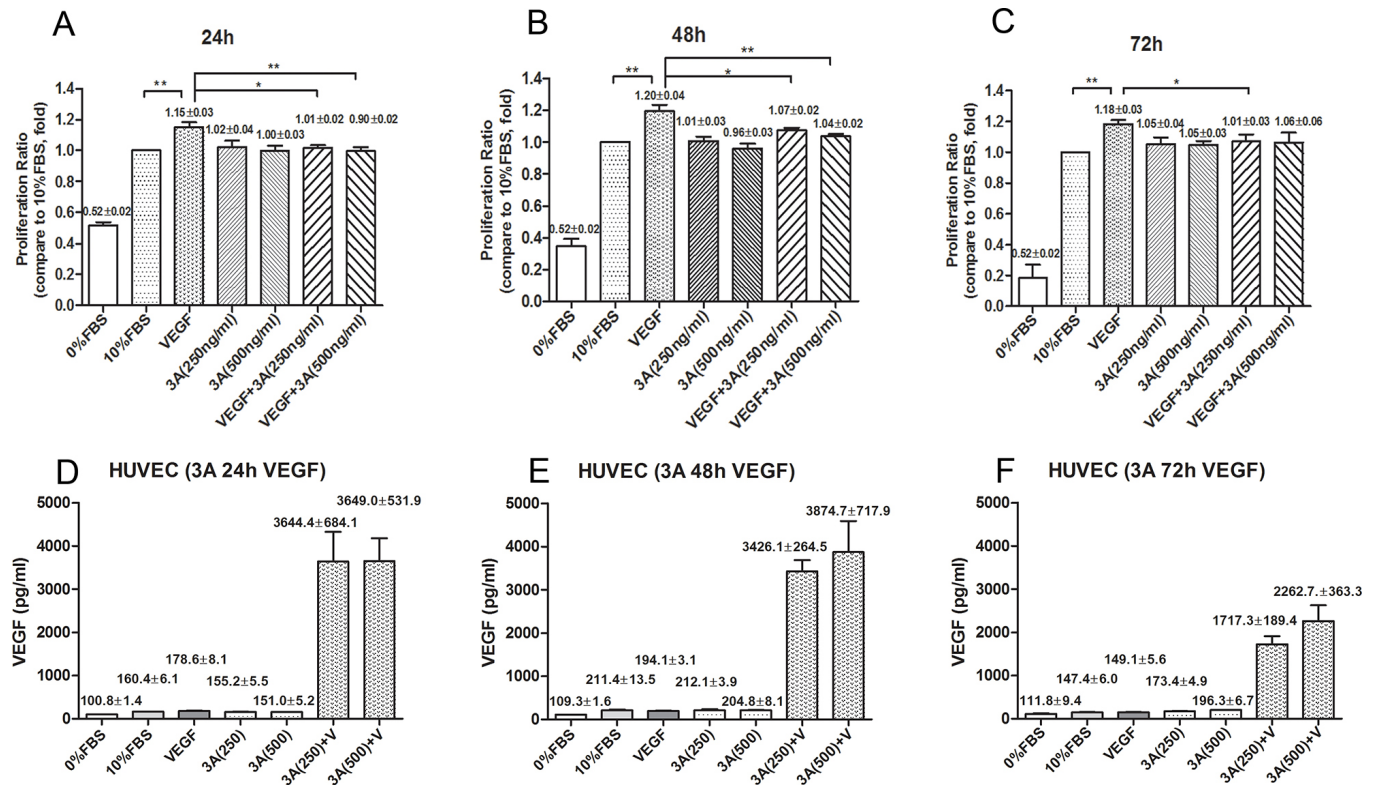 A
24h
Proliferation Ratio
(compare to 10%FBS, fold)
1.4
1.2
1.0
0.8
0.6
0.4
0.2
0.0
**
**
*
0.52±0.02
1.15±0.03
1.02±0.04
1.00±0.03
1.01±0.02
0.90±0.02
0%FBS
10%FBS
VEGF
3A(250ng/ml)
3A(500ng/ml)
VEGF+3A(250ng/ml)
VEGF+3A(500ng/ml)
B
48h
Proliferation Ratio
(compare to 10%FBS, fold)
1.4
1.2
1.0
0.8
0.6
0.4
0.2
0.0
**
**
*
0.52±0.02
1.20±0.04
1.01±0.03
0.96±0.03
1.07±0.02
1.04±0.02
0%FBS
10%FBS
VEGF
3A(250ng/ml)
3A(500ng/ml)
VEGF+3A(250ng/ml)
VEGF+3A(500ng/ml)
C
72h
Proliferation Ratio
(compare to 10%FBS, fold)
1.4
1.2
1.0
0.8
0.6
0.4
0.2
0.0
**
*
0.52±0.02
1.18±0.03
1.05±0.04
1.05±0.03
1.01±0.03
1.06±0.06
0%FBS
10%FBS
VEGF
3A(250ng/ml)
3A(500ng/ml)
VEGF+3A(250ng/ml)
VEGF+3A(500ng/ml)
D
HUVEC (3A 24h VEGF)
VEGF (pg/ml)
5000
4000
3000
2000
1000
0
100.8±1.4
160.4±6.1
178.6±8.1
155.2±5.5
151.0±5.2
3644.4±684.1
3649.0±531.9
0%FBS
10%FBS
VEGF
3A(250)
3A(500)
3A(250)+V
3A(500)+V
E
HUVEC (3A 48h VEGF)
VEGF (pg/ml)
5000
4000
3000
2000
1000
0
109.3±1.6
211.4±13.5
194.1±3.1
212.1±3.9
204.8±8.1
3426.1±264.5
3874.7±717.9
0%FBS
10%FBS
VEGF
3A(250)
3A(500)
3A(250)+V
3A(500)+V
F
HUVEC (3A 72h VEGF)
VEGF (pg/ml)
5000
4000
3000
2000
1000
0
111.8±9.4
147.4±6.0
149.1±5.6
173.4±4.9
196.3±6.7
1717.3±189.4
2262.7.±363.3
0%FBS
10%FBS
VEGF
3A(250)
3A(500)
3A(250)+V
3A(500)+V